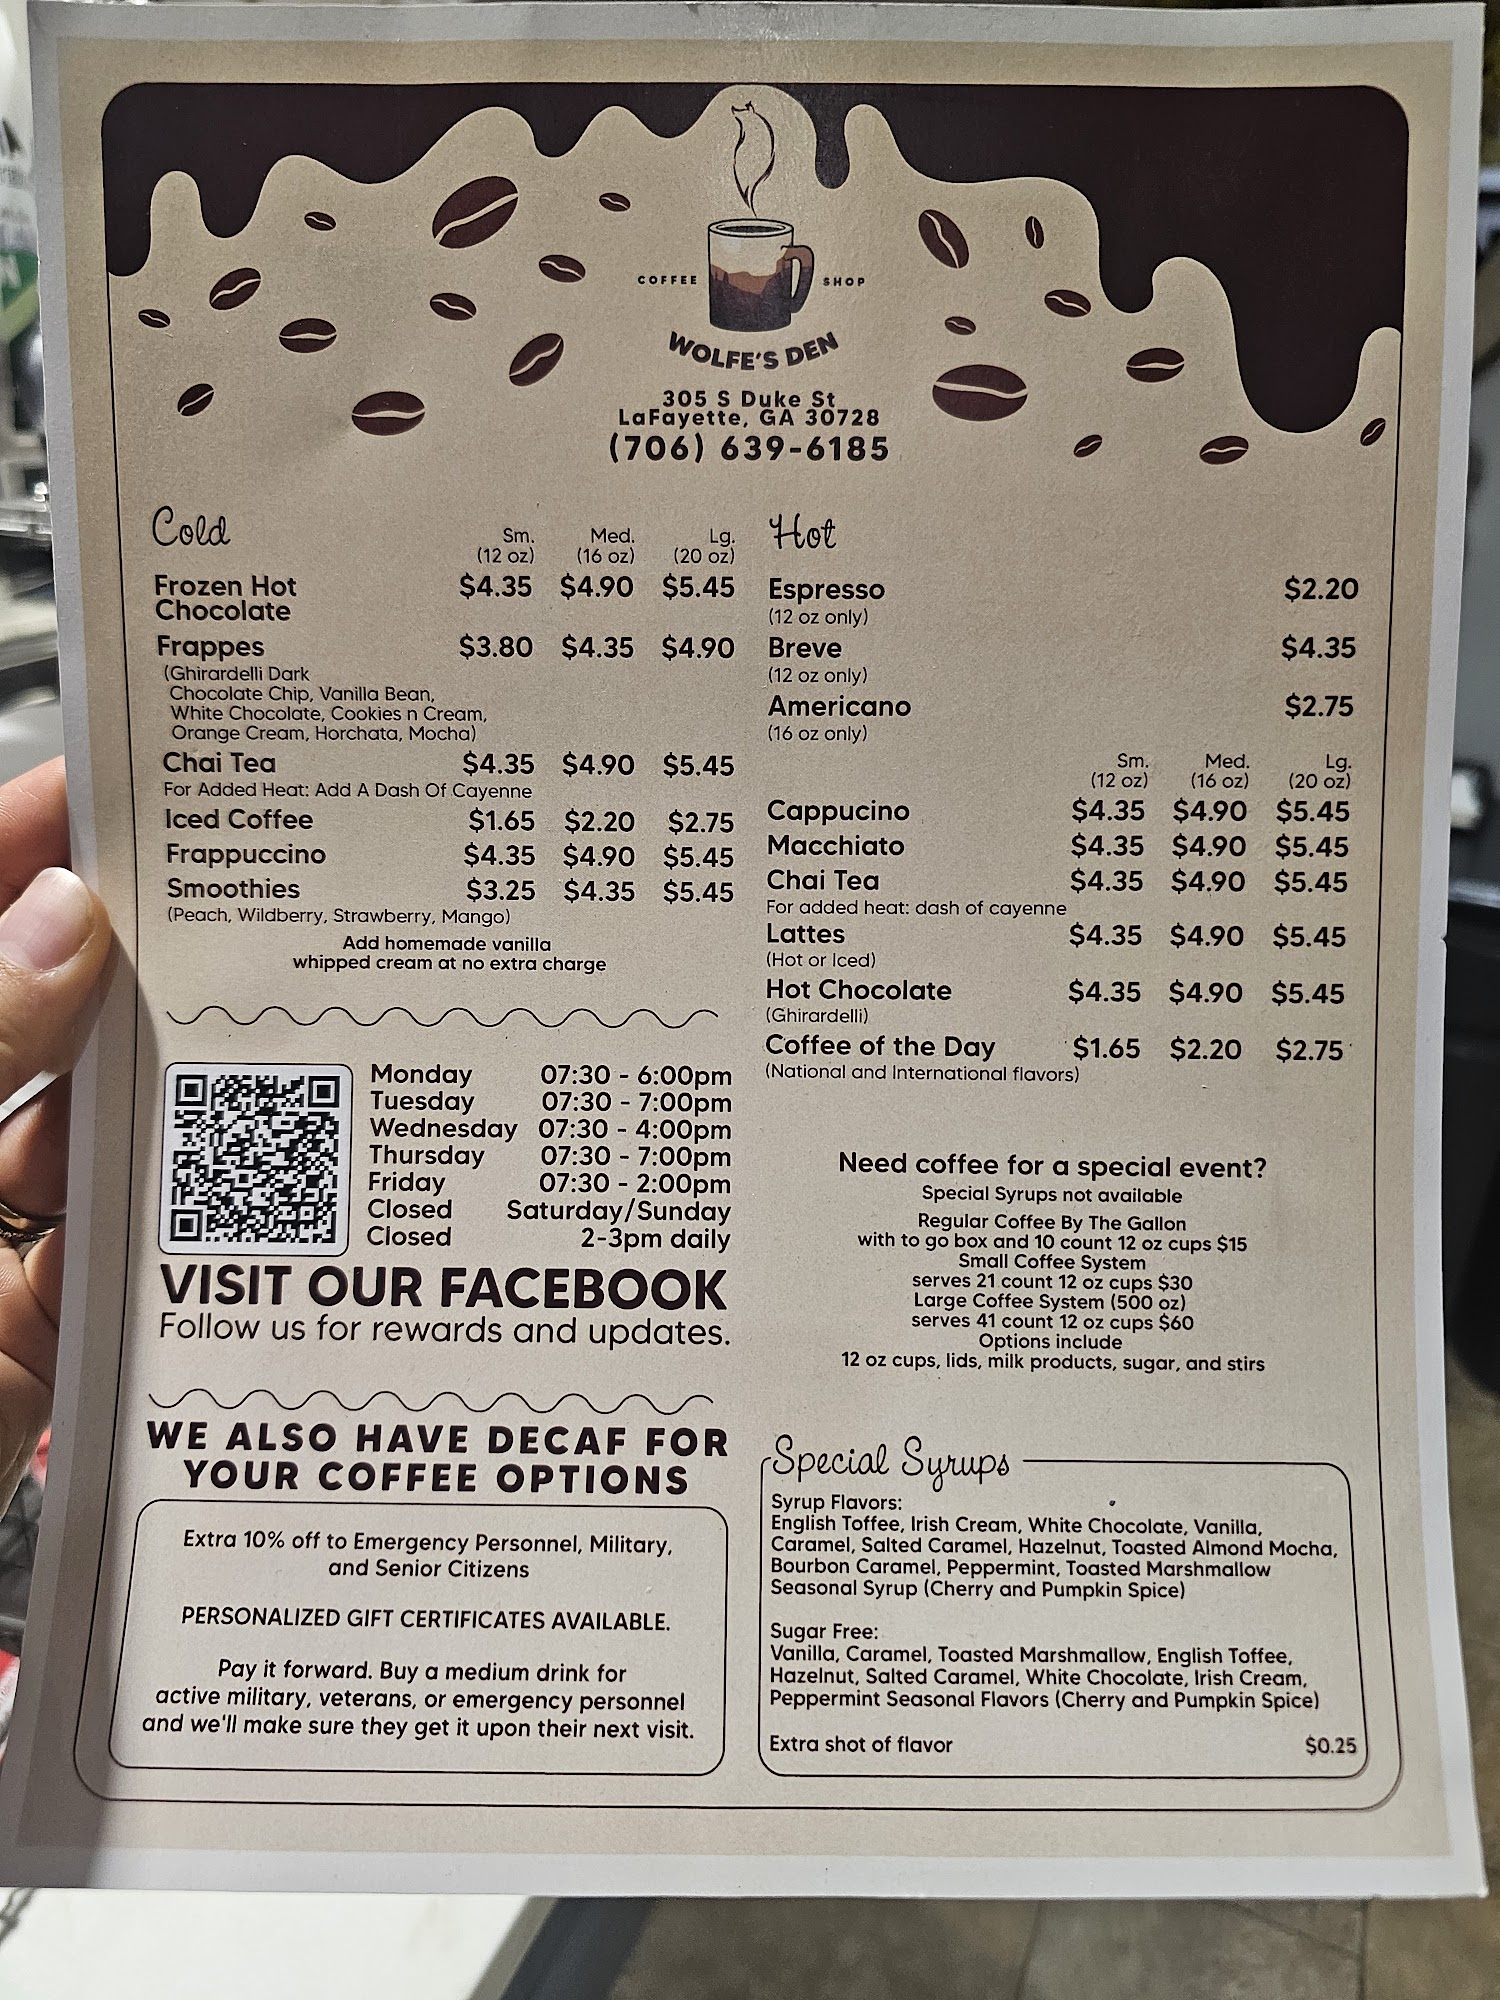 COFFEE SHOP
WOLFE'S DEN
305 S Duke St
LaFayette, GA 30728
(706) 639-6185
Cold
Sm. Med. Lg.
(12 oz) (16 oz) (20 oz)
Frozen Hot $4.35 $4.90 $5.45
Chocolate
Frappes $3.80 $4.35 $4.90
(Ghirardelli Dark
Chocolate Chip, Vanilla Bean,
White Chocolate, Cookies n Cream,
Orange Cream, Horchata, Mocha)
Chai Tea $4.35 $4.90 $5.45
For Added Heat: Add A Dash Of Cayenne
Iced Coffee $1.65 $2.20 $2.75
Frappuccino $4.35 $4.90 $5.45
Smoothies $3.25 $4.35 $5.45
(Peach, Wildberry, Strawberry, Mango)
Add homemade vanilla
whipped cream at no extra charge
Monday 07:30 - 6:00pm
Tuesday 07:30 - 7:00pm
Wednesday 07:30 - 4:00pm
Thursday 07:30 - 7:00pm
Friday 07:30 - 2:00pm
Closed Saturday/Sunday
Closed 2-3pm daily
VISIT OUR FACEBOOK
Follow us for rewards and updates.
WE ALSO HAVE DECAF FOR
YOUR COFFEE OPTIONS
Extra 10% off to Emergency Personnel, Military,
and Senior Citizens
PERSONALIZED GIFT CERTIFICATES AVAILABLE.
Pay it forward. Buy a medium drink for
active military, veterans, or emergency personnel
and we'll make sure they get it upon their next visit.
Hot
Espresso $2.20
(12 oz only)
Breve $4.35
(12 oz only)
Americano $2.75
(16 oz only)
Sm. Med. Lg.
(12 oz) (16 oz) (20 oz)
Cappucino $4.35 $4.90 $5.45
Macchiato $4.35 $4.90 $5.45
Chai Tea $4.35 $4.90 $5.45
For added heat: dash of cayenne
Lattes $4.35 $4.90 $5.45
(Hot or Iced)
Hot Chocolate $4.35 $4.90 $5.45
(Ghirardelli)
Coffee of the Day $1.65 $2.20 $2.75
(National and International flavors)
Need coffee for a special event?
Special Syrups not available
Regular Coffee By The Gallon
with to go box and 10 count 12 oz cups $15
Small Coffee System
serves 21 count 12 oz cups $30
Large Coffee System (500 oz)
serves 41 count 12 oz cups $60
Options include
12 oz cups, lids, milk products, sugar, and stirs
Special Syrups
Syrup Flavors:
English Toffee, Irish Cream, White Chocolate, Vanilla,
Caramel, Salted Caramel, Hazelnut, Toasted Almond Mocha,
Bourbon Caramel, Peppermint, Toasted Marshmallow
Seasonal Syrup (Cherry and Pumpkin Spice)
Sugar Free:
Vanilla, Caramel, Toasted Marshmallow, English Toffee,
Hazelnut, Salted Caramel, White Chocolate, Irish Cream,
Peppermint Seasonal Flavors (Cherry and Pumpkin Spice)
Extra shot of flavor $0.25